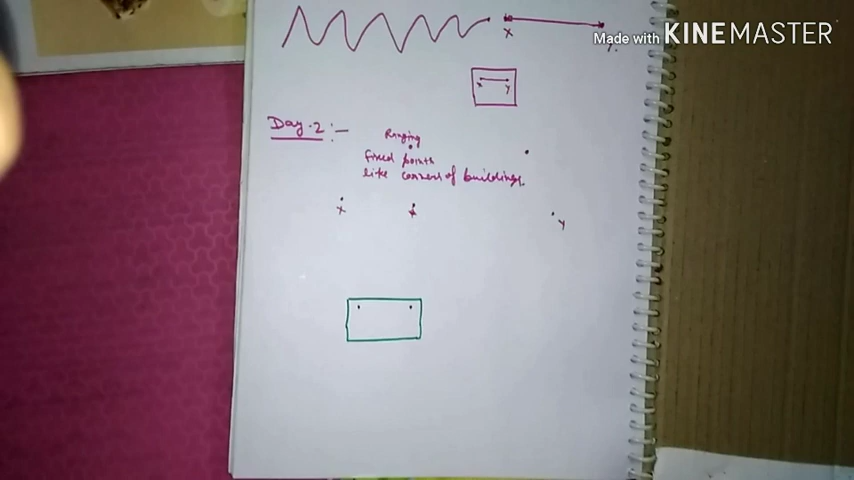 x
Made with KINEMASTER
Y.
x y
Day.2 :-
Ranging
fixed points
like corners of buildings.
x
Y